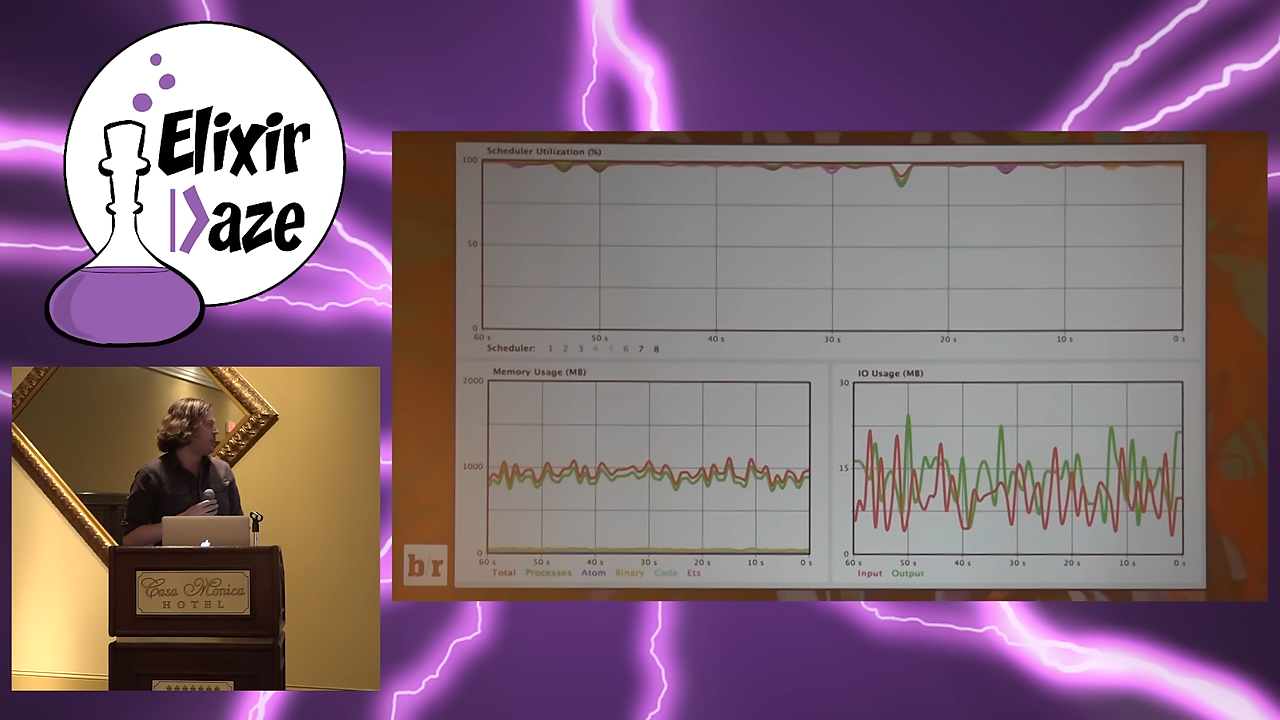 Elixir
Daze
Scheduler Utilization (%)
100
50
0
60 s 50 s 40 s 30 s 20 s 10 s 0 s
Scheduler: 1 2 3 4 5 6 7 8
Memory Usage (MB)
2000
1000
0
60 s 50 s 40 s 30 s 20 s 10 s 0 s
Total Processes Atom Binary Code Ets
IO Usage (MB)
30
15
0
60 s 50 s 40 s 30 s 20 s 10 s 0 s
Input Output
b/r
Casa Monica
HOTEL